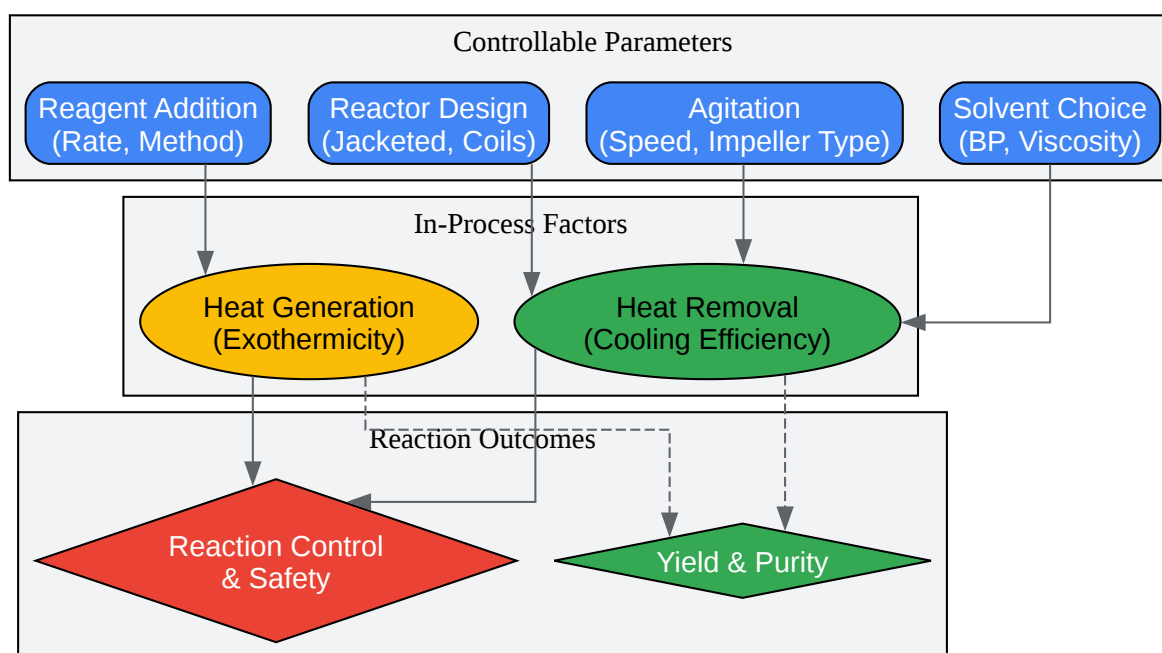 Controllable Parameters
Reagent Addition
(Rate, Method)
Reactor Design
(Jacketed, Coils)
Agitation
(Speed, Impeller Type)
Solvent Choice
(BP, Viscosity)
In-Process Factors
Heat Generation
(Exothermicity)
Heat Removal
(Cooling Efficiency)
Reaction Outcomes
Reaction Control
& Safety
Yield & Purity